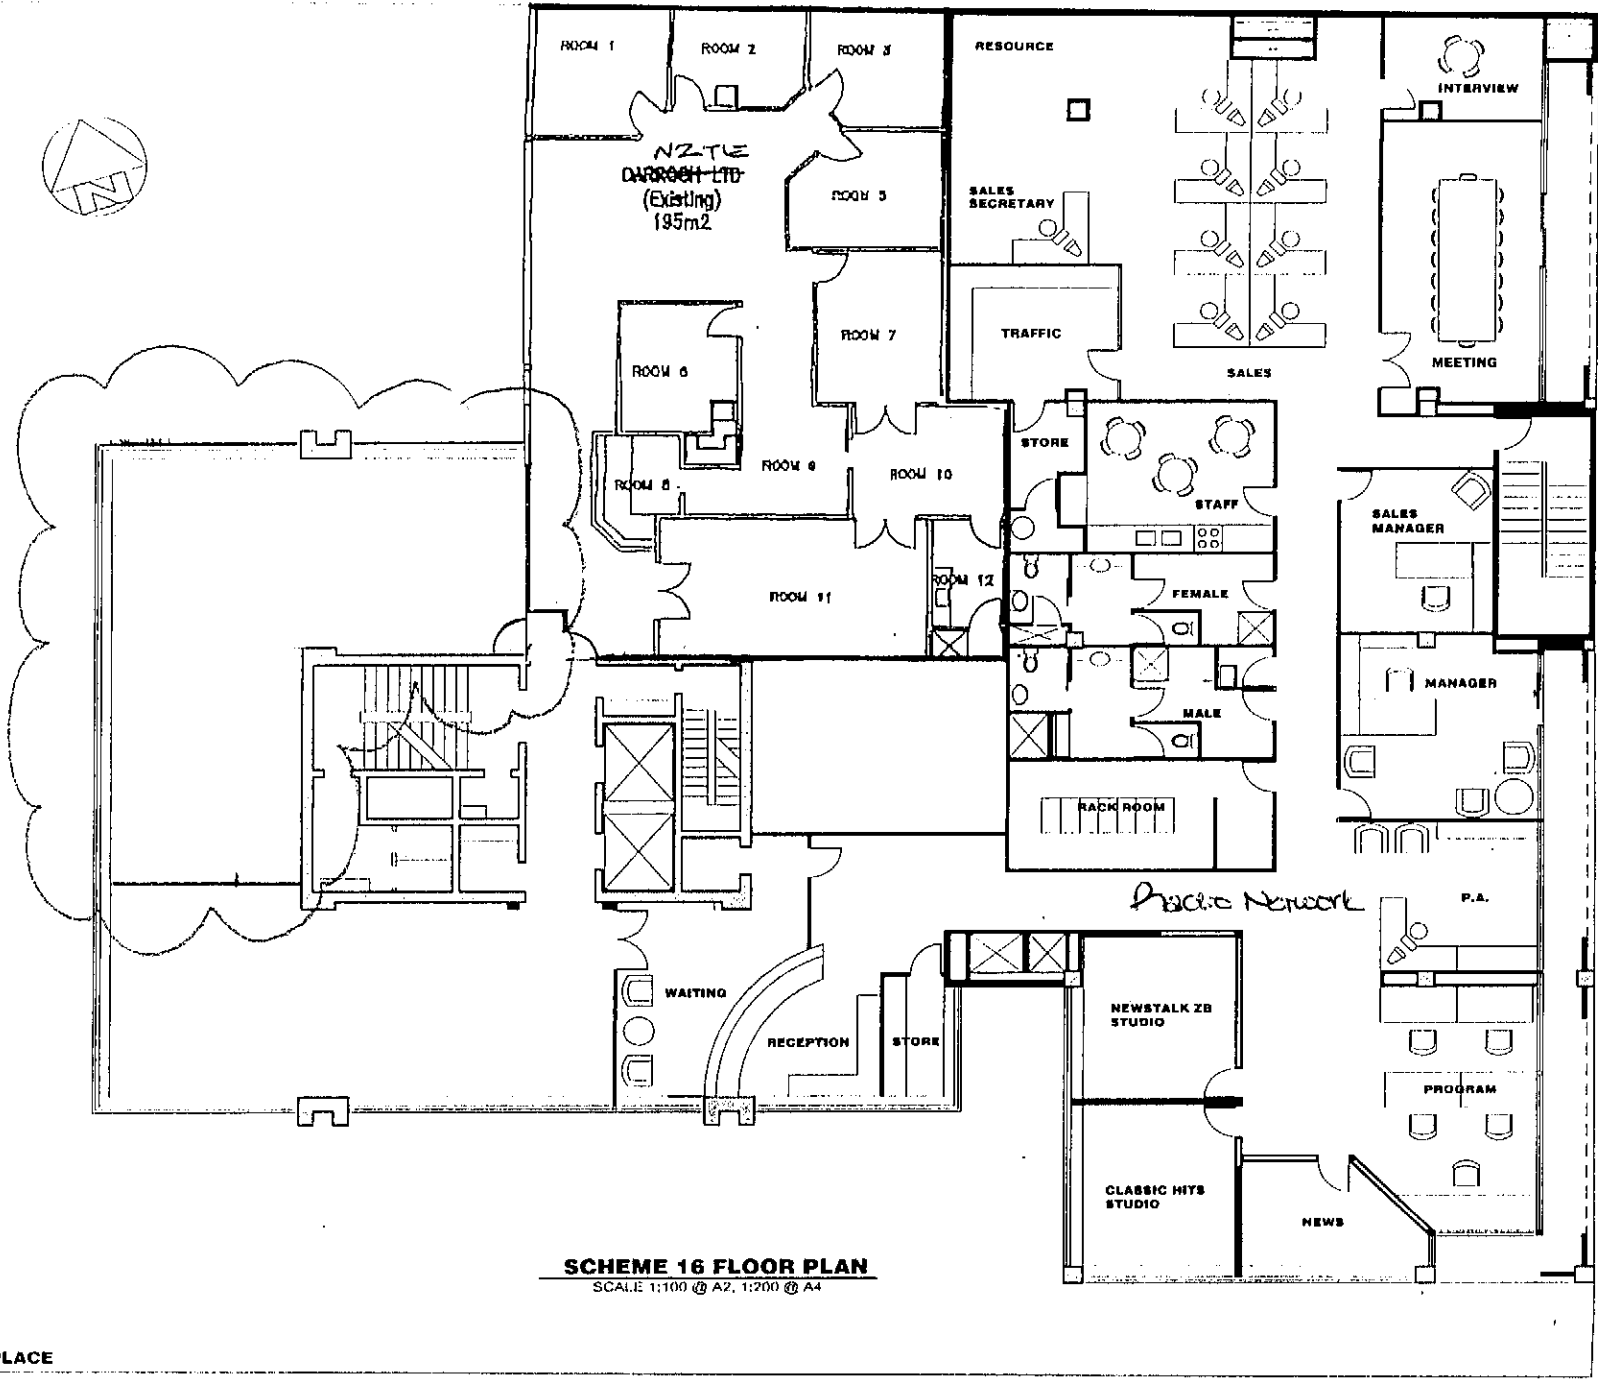 ROOM 1
ROOM 2
ROOM 3
RESOURCE
INTERVIEW
N
NZTE
DARROCH LTD
(Existing)
195m2
ROOM 5
SALES
SECRETARY
ROOM 7
TRAFFIC
ROOM 6
SALES
MEETING
STORE
ROOM 9
ROOM 10
ROOM 8
STAFF
SALES
MANAGER
ROOM 11
ROOM 12
FEMALE
MANAGER
MALE
RACK ROOM
Radio Network
P.A.
WAITING
RECEPTION
STORE
NEWSTALK ZB
STUDIO
PROGRAM
CLASSIC HITS
STUDIO
NEWS
SCHEME 16 FLOOR PLAN
SCALE 1:100 @ A2, 1:200 @ A4
PLACE